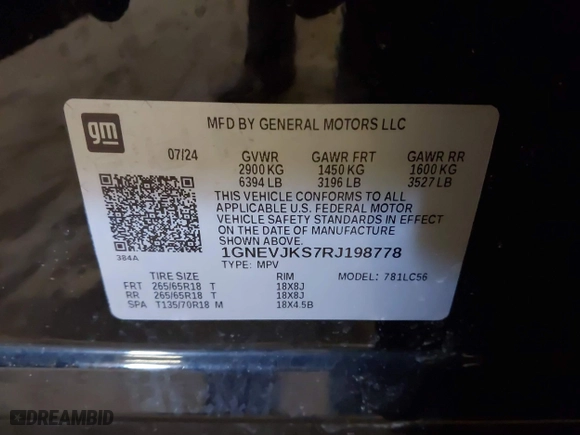 gm
MFD BY GENERAL MOTORS LLC
07/24 GVWR GAWR FRT GAWR RR
2900 KG 1450 KG 1600 KG
6394 LB 3196 LB 3527 LB
THIS VEHICLE CONFORMS TO ALL
APPLICABLE U.S. FEDERAL MOTOR
VEHICLE SAFETY STANDARDS IN EFFECT
ON THE DATE OF MANUFACTURE
SHOWN ABOVE.
384A 1GNEVJKS7RJ198778
TYPE: MPV
TIRE SIZE RIM MODEL: 781LC56
FRT 265/65R18 T 18X8J
RR 265/65R18 T 18X8J
SPA T135/70R18 M 18X4.5B
DREAMBID